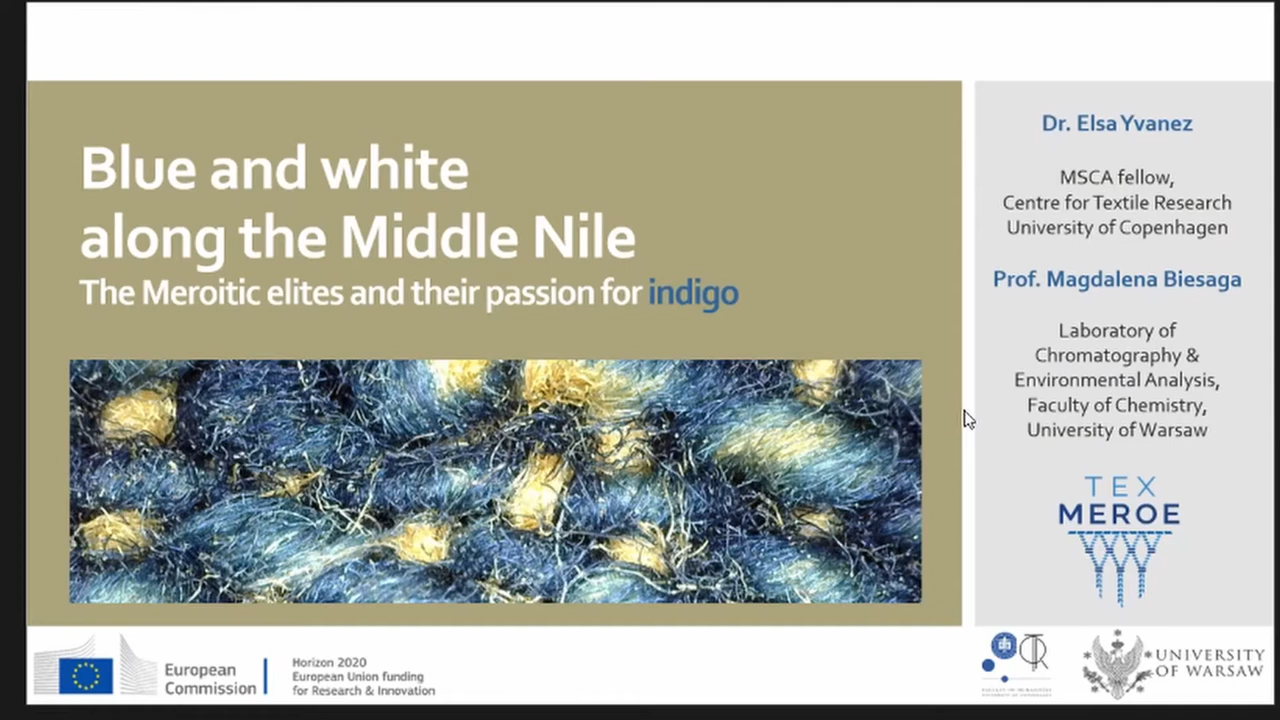 Blue and white
along the Middle Nile
The Meroitic elites and their passion for indigo
Dr. Elsa Yvanez
MSCA fellow,
Centre for Textile Research
University of Copenhagen
Prof. Magdalena Biesaga
Laboratory of
Chromatography &
Environmental Analysis,
Faculty of Chemistry,
University of Warsaw
TEX
MEROE
European
Commission
Horizon 2020
European Union funding
for Research & Innovation
UNIVERSITY
OF WARSAW